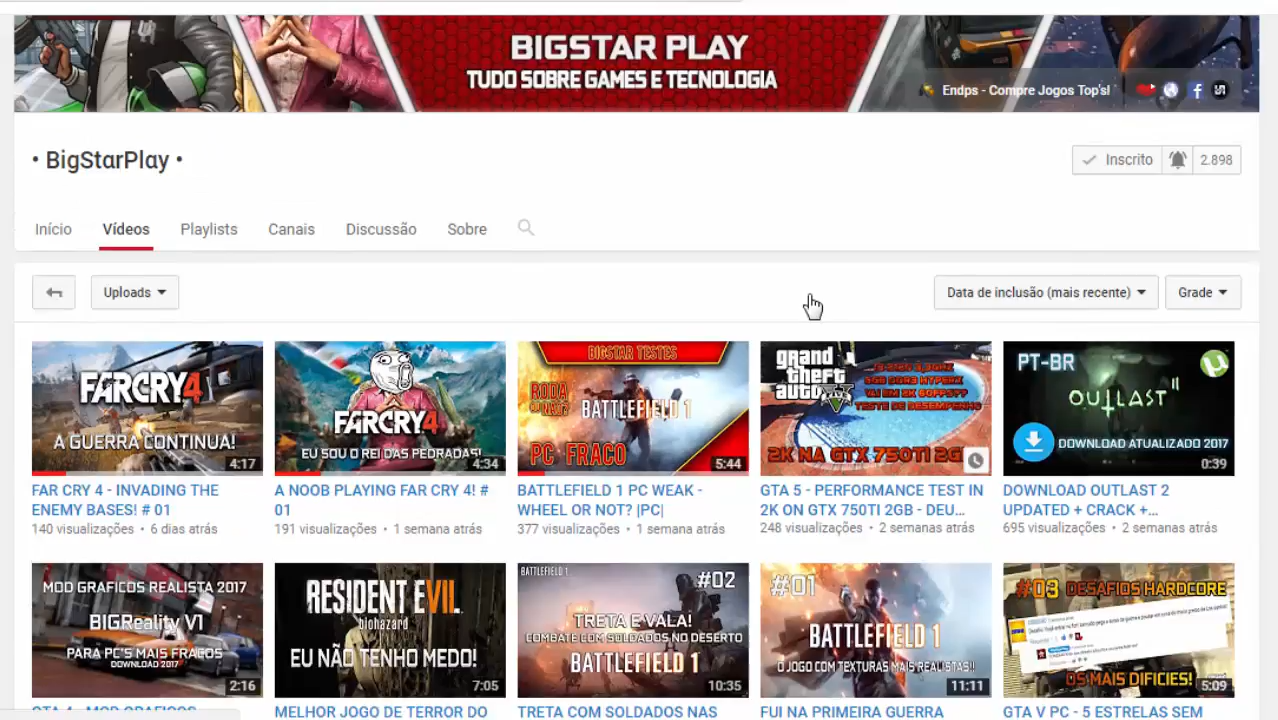 BIGSTAR PLAY
TUDO SOBRE GAMES E TECNOLOGIA
Endps - Compre Jogos Top's!
• BigStarPlay •
Inscrito 2.898
Início Vídeos Playlists Canais Discussão Sobre
Uploads
Data de inclusão (mais recente)
Grade
FARCRY4
A GUERRA CONTINUA!
4:17
FARCRY4
EU SOU O REI DAS PEDRADAS!
4:34
BIGSTAR TESTES
RODA
OU NÃO?
BATTLEFIELD 1
PC FRACO
5:44
grand
theft
auto V
TESTE DE DESEMPENHO
2K NA GTX 750TI 2G
PT-BR
OUTLAST
DOWNLOAD ATUALIZADO 2017
0:39
FAR CRY 4 - INVADING THE
ENEMY BASES! # 01
140 visualizações • 6 dias atrás
A NOOB PLAYING FAR CRY 4! #
01
191 visualizações • 1 semana atrás
BATTLEFIELD 1 PC WEAK -
WHEEL OR NOT? |PC|
377 visualizações • 1 semana atrás
GTA 5 - PERFORMANCE TEST IN
2K ON GTX 750TI 2GB - DEU...
248 visualizações • 2 semanas atrás
DOWNLOAD OUTLAST 2
UPDATED + CRACK +...
695 visualizações • 2 semanas atrás
MOD GRAFICOS REALISTA 2017
BIGReality V1
PARA PC'S MAIS FRACOS
DOWNLOAD 2017
2:16
RESIDENT EVIL
biohazard
EU NÃO TENHO MEDO!
7:05
BATTLEFIELD 1
#02
TRETA E VALA!
COMBATE COM SOLDADOS NO DESERTO
BATTLEFIELD 1
10:35
#01
BATTLEFIELD 1
O JOGO COM TEXTURAS MAIS REALISTAS!!
11:11
#03 DESAFIOS HARDCORE
OS MAIS DIFICIES!
5:09
GTA 4 - MOD GRAFICOS
MELHOR JOGO DE TERROR DO
TRETA COM SOLDADOS NAS
FUI NA PRIMEIRA GUERRA
GTA V PC - 5 ESTRELAS SEM